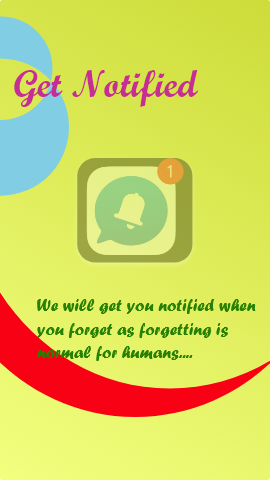 Get Notified
1
We will get you notified when
you forget as forgetting is
normal for humans....